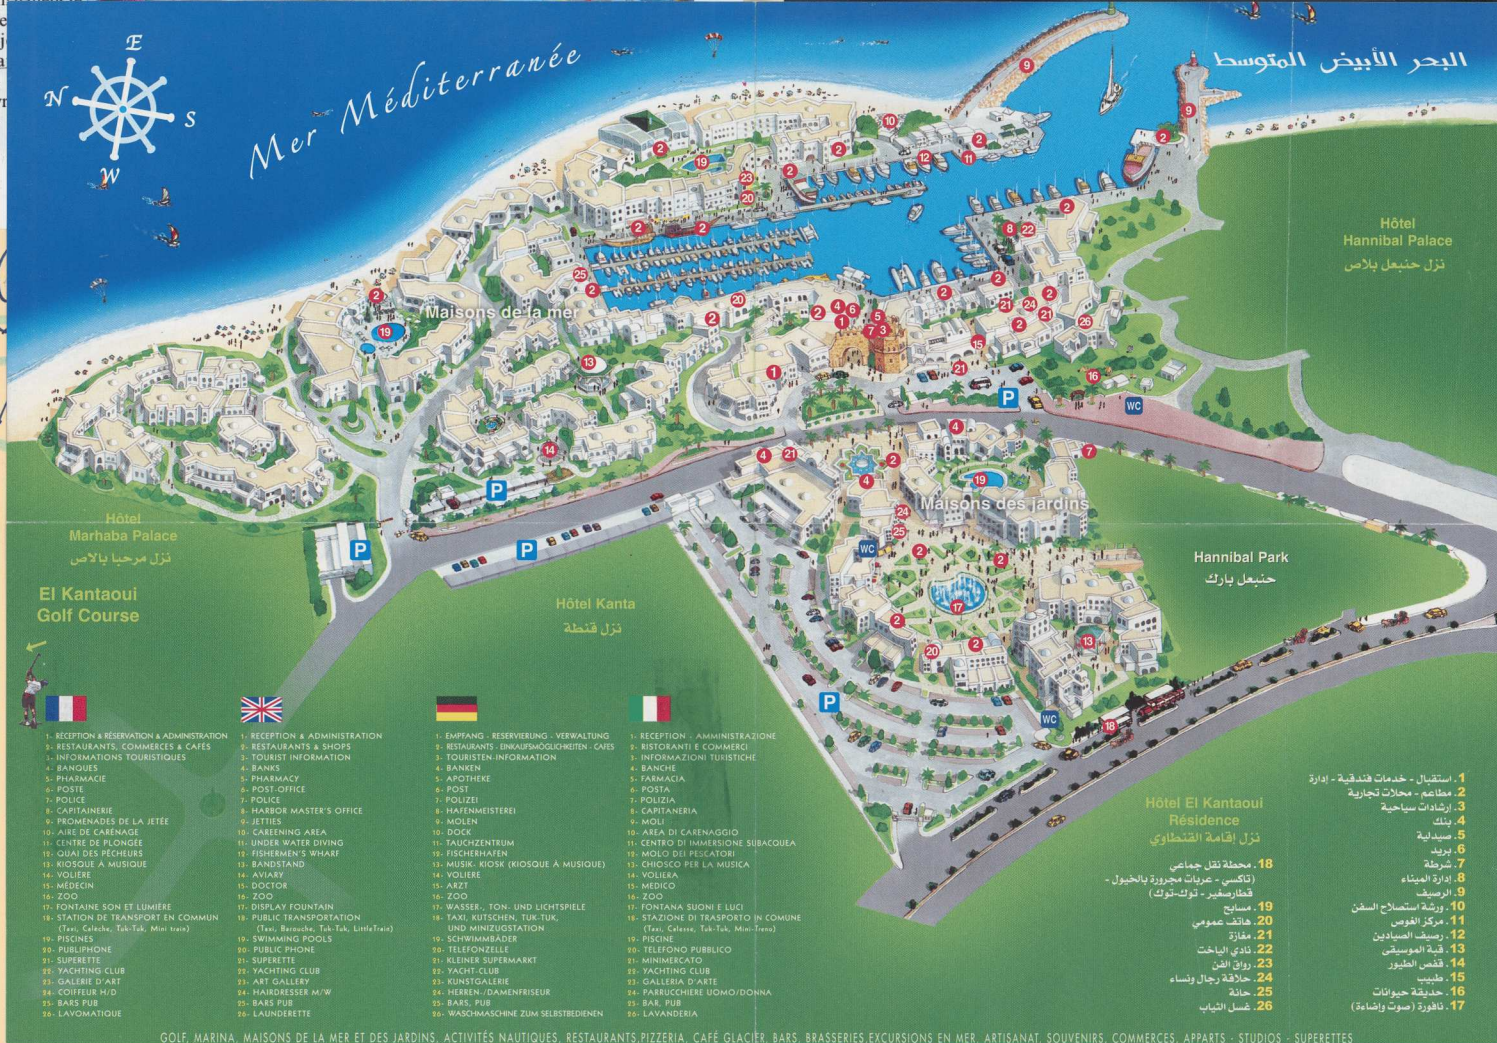 E
N
S
W
Mer Méditerranée
البحر الأبيض المتوسط
Hôtel
Hannibal Palace
نزل حنبعل بلاص
Maisons de la mer
Maisons des jardins
Hôtel
Marhaba Palace
نزل مرحبا بالاص
El Kantaoui
Golf Course
Hôtel Kanta
نزل قنطة
Hannibal Park
حنبعل بارك
Hôtel El Kantaoui
Résidence
نزل إقامة القنطاوي
P
P
P
P
P
WC
WC
WC
1- RÉCEPTION & RÉSERVATION & ADMINISTRATION
2- RESTAURANTS, COMMERCES & CAFÉS
3- INFORMATIONS TOURISTIQUES
4- BANQUES
5- PHARMACIE
6- POSTE
7- POLICE
8- CAPITAINERIE
9- PROMENADES DE LA JETÉE
10- AIRE DE CARÉNAGE
11- CENTRE DE PLONGÉE
12- QUAI DES PÊCHEURS
13- KIOSQUE À MUSIQUE
14- VOLIÈRE
15- MÉDECIN
16- ZOO
17- FONTAINE SON ET LUMIÈRE
18- STATION DE TRANSPORT EN COMMUN
(Taxi, Calèche, Tuk-Tuk, Mini train)
19- PISCINES
20- PUBLIPHONE
21- SUPERETTE
22- YACHTING CLUB
23- GALERIE D'ART
24- COIFFEUR H/D
25- BARS PUB
26- LAVOMATIQUE
1- RECEPTION & ADMINISTRATION
2- RESTAURANTS & SHOPS
3- TOURIST INFORMATION
4- BANKS
5- PHARMACY
6- POST-OFFICE
7- POLICE
8- HARBOR MASTER'S OFFICE
9- JETTIES
10- CAREENING AREA
11- UNDER WATER DIVING
12- FISHERMEN'S WHARF
13- BANDSTAND
14- AVIARY
15- DOCTOR
16- ZOO
17- DISPLAY FOUNTAIN
18- PUBLIC TRANSPORTATION
(Taxi, Barouche, Tuk-Tuk, LittleTrain)
19- SWIMMING POOLS
20- PUBLIC PHONE
21- SUPERETTE
22- YACHTING CLUB
23- ART GALLERY
24- HAIRDRESSER M/W
25- BARS PUB
26- LAUNDERETTE
1- EMPFANG - RESERVIERUNG - VERWALTUNG
2- RESTAURANTS - EINKAUFSMÖGLICHKEITEN - CAFES
3- TOURISTEN-INFORMATION
4- BANKEN
5- APOTHEKE
6- POST
7- POLIZEI
8- HAFENMEISTEREI
9- MOLEN
10- DOCK
11- TAUCHZENTRUM
12- FISCHERHAFEN
13- MUSIK- KIOSK (KIOSQUE À MUSIQUE)
14- VOLIERE
15- ARZT
16- ZOO
17- WASSER-, TON- UND LICHTSPIELE
18- TAXI, KUTSCHEN, TUK-TUK,
UND MINIZUGSTATION
19- SCHWIMMBÄDER
20- TELEFONZELLE
21- KLEINER SUPERMARKT
22- YACHT-CLUB
23- KUNSTGALERIE
24- HERREN-/DAMENFRISEUR
25- BARS, PUB
26- WASCHMASCHINE ZUM SELBSTBEDIENEN
1- RECEPTION - AMMINISTRAZIONE
2- RISTORANTI E COMMERCI
3- INFORMAZIONI TURISTICHE
4- BANCHE
5- FARMACIA
6- POSTA
7- POLIZIA
8- CAPITANERIA
9- MOLI
10- AREA DI CARENAGGIO
11- CENTRO DI IMMERSIONE SUBACQUEA
12- MOLO DEI PESCATORI
13- CHIOSCO PER LA MUSICA
14- VOLIERA
15- MEDICO
16- ZOO
17- FONTANA SUONI E LUCI
18- STAZIONE DI TRASPORTO IN COMUNE
(Taxi, Calesse, Tuk-Tuk, Mini-Treno)
19- PISCINE
20- TELEFONO PUBBLICO
21- MINIMERCATO
22- YACHTING CLUB
23- GALLERIA D'ARTE
24- PARRUCCHIERE UOMO/DONNA
25- BAR, PUB
26- LAVANDERIA
1. استقبال - خدمات فندقية - إدارة
2. مطاعم - محلات تجارية
3. إرشادات سياحية
4. بنك
5. صيدلية
6. بريد
7. شرطة
8. إدارة الميناء
9. الرصيف
10. ورشة استصلاح السفن
11. مركز الغوص
12. رصيف الصيادين
13. قبة الموسيقى
14. قفص الطيور
15. طبيب
16. حديقة حيوانات
17. نافورة (صوت وإضاءة)
18. محطة نقل جماعي
(تاكسي - عربات مجرورة بالخيول -
قطار صغير - توك-توك)
19. مسابح
20. هاتف عمومي
21. مغازة
22. نادي الياخت
23. رواق الفن
24. حلاقة رجال ونساء
25. حانة
26. غسل الثياب
GOLF, MARINA, MAISONS DE LA MER ET DES JARDINS, ACTIVITÉS NAUTIQUES, RESTAURANTS, PIZZERIA, CAFÉ GLACIER, BARS, BRASSERIES, EXCURSIONS EN MER, ARTISANAT, SOUVENIRS, COMMERCES, APPARTS - STUDIOS - SUPERETTES